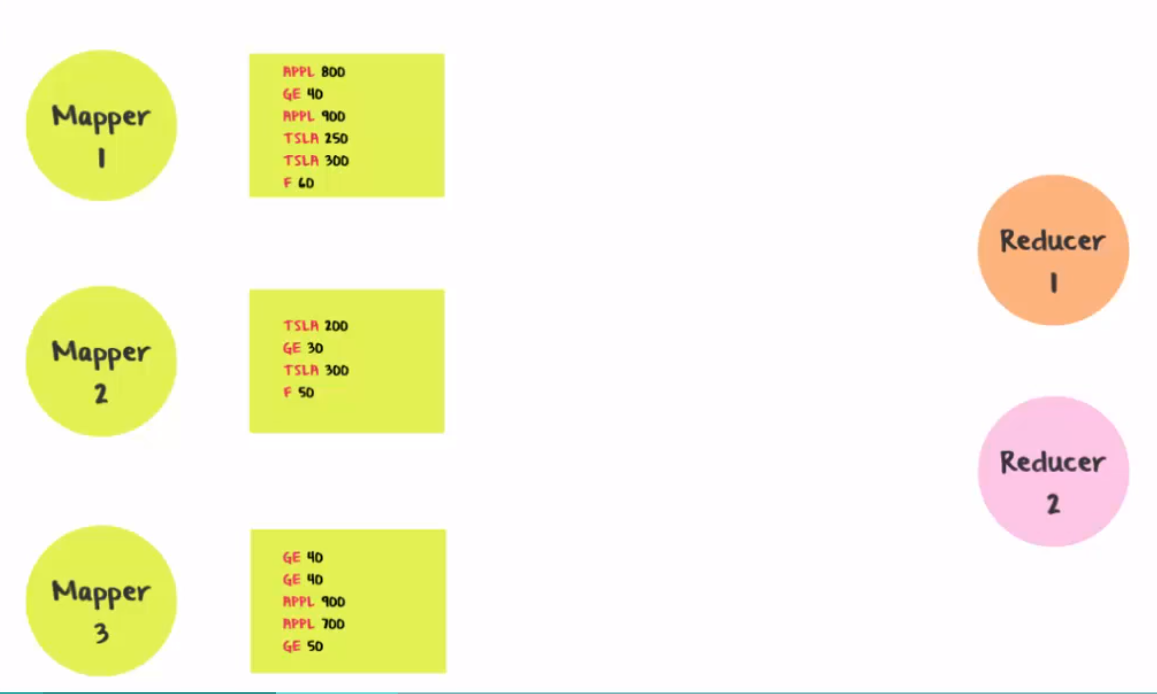 Mapper
1
APPL 800
GE 40
APPL 900
TSLA 250
TSLA 300
F 60
Mapper
2
TSLA 200
GE 30
TSLA 300
F 50
Mapper
3
GE 40
GE 40
APPL 900
APPL 700
GE 50
Reducer
1
Reducer
2